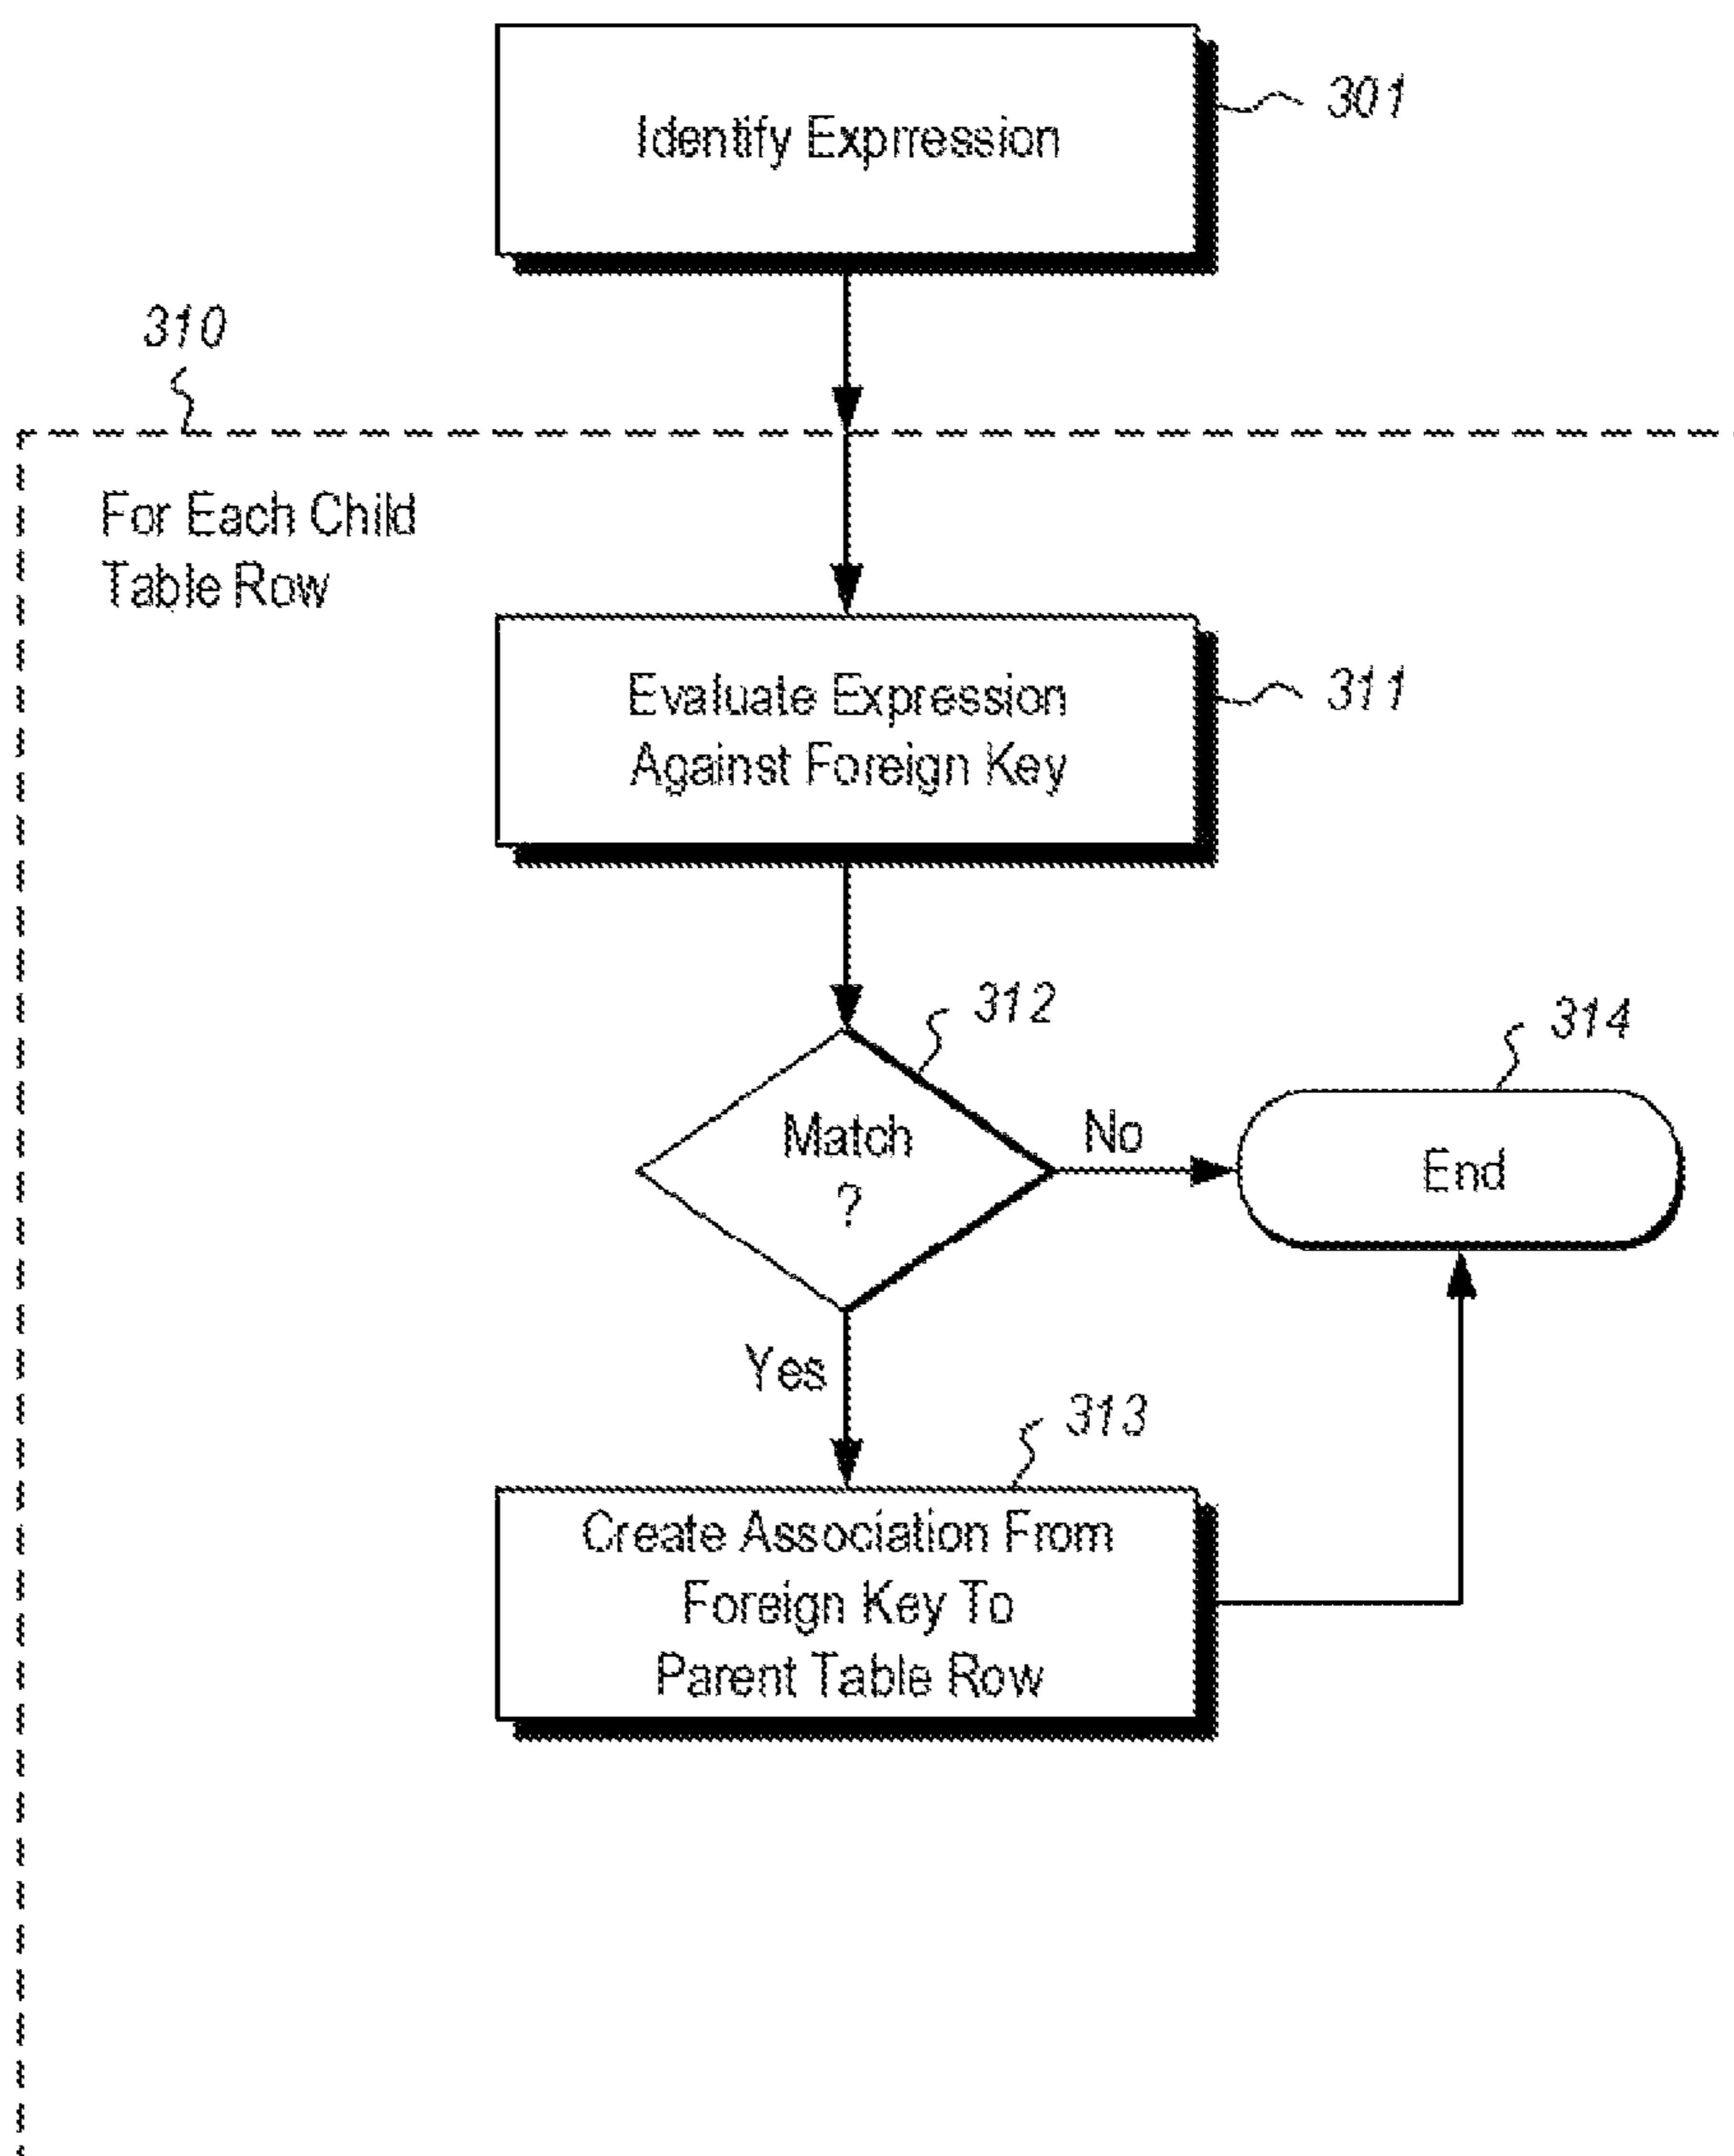 Identify Exprression
301
310
For Each Child
Table Row
Evaluate Expression
Against Foreign Key
311
312
Match
?
No
314
End
Yes
313
Create Association From
Foreign Key To
Parent Table Row